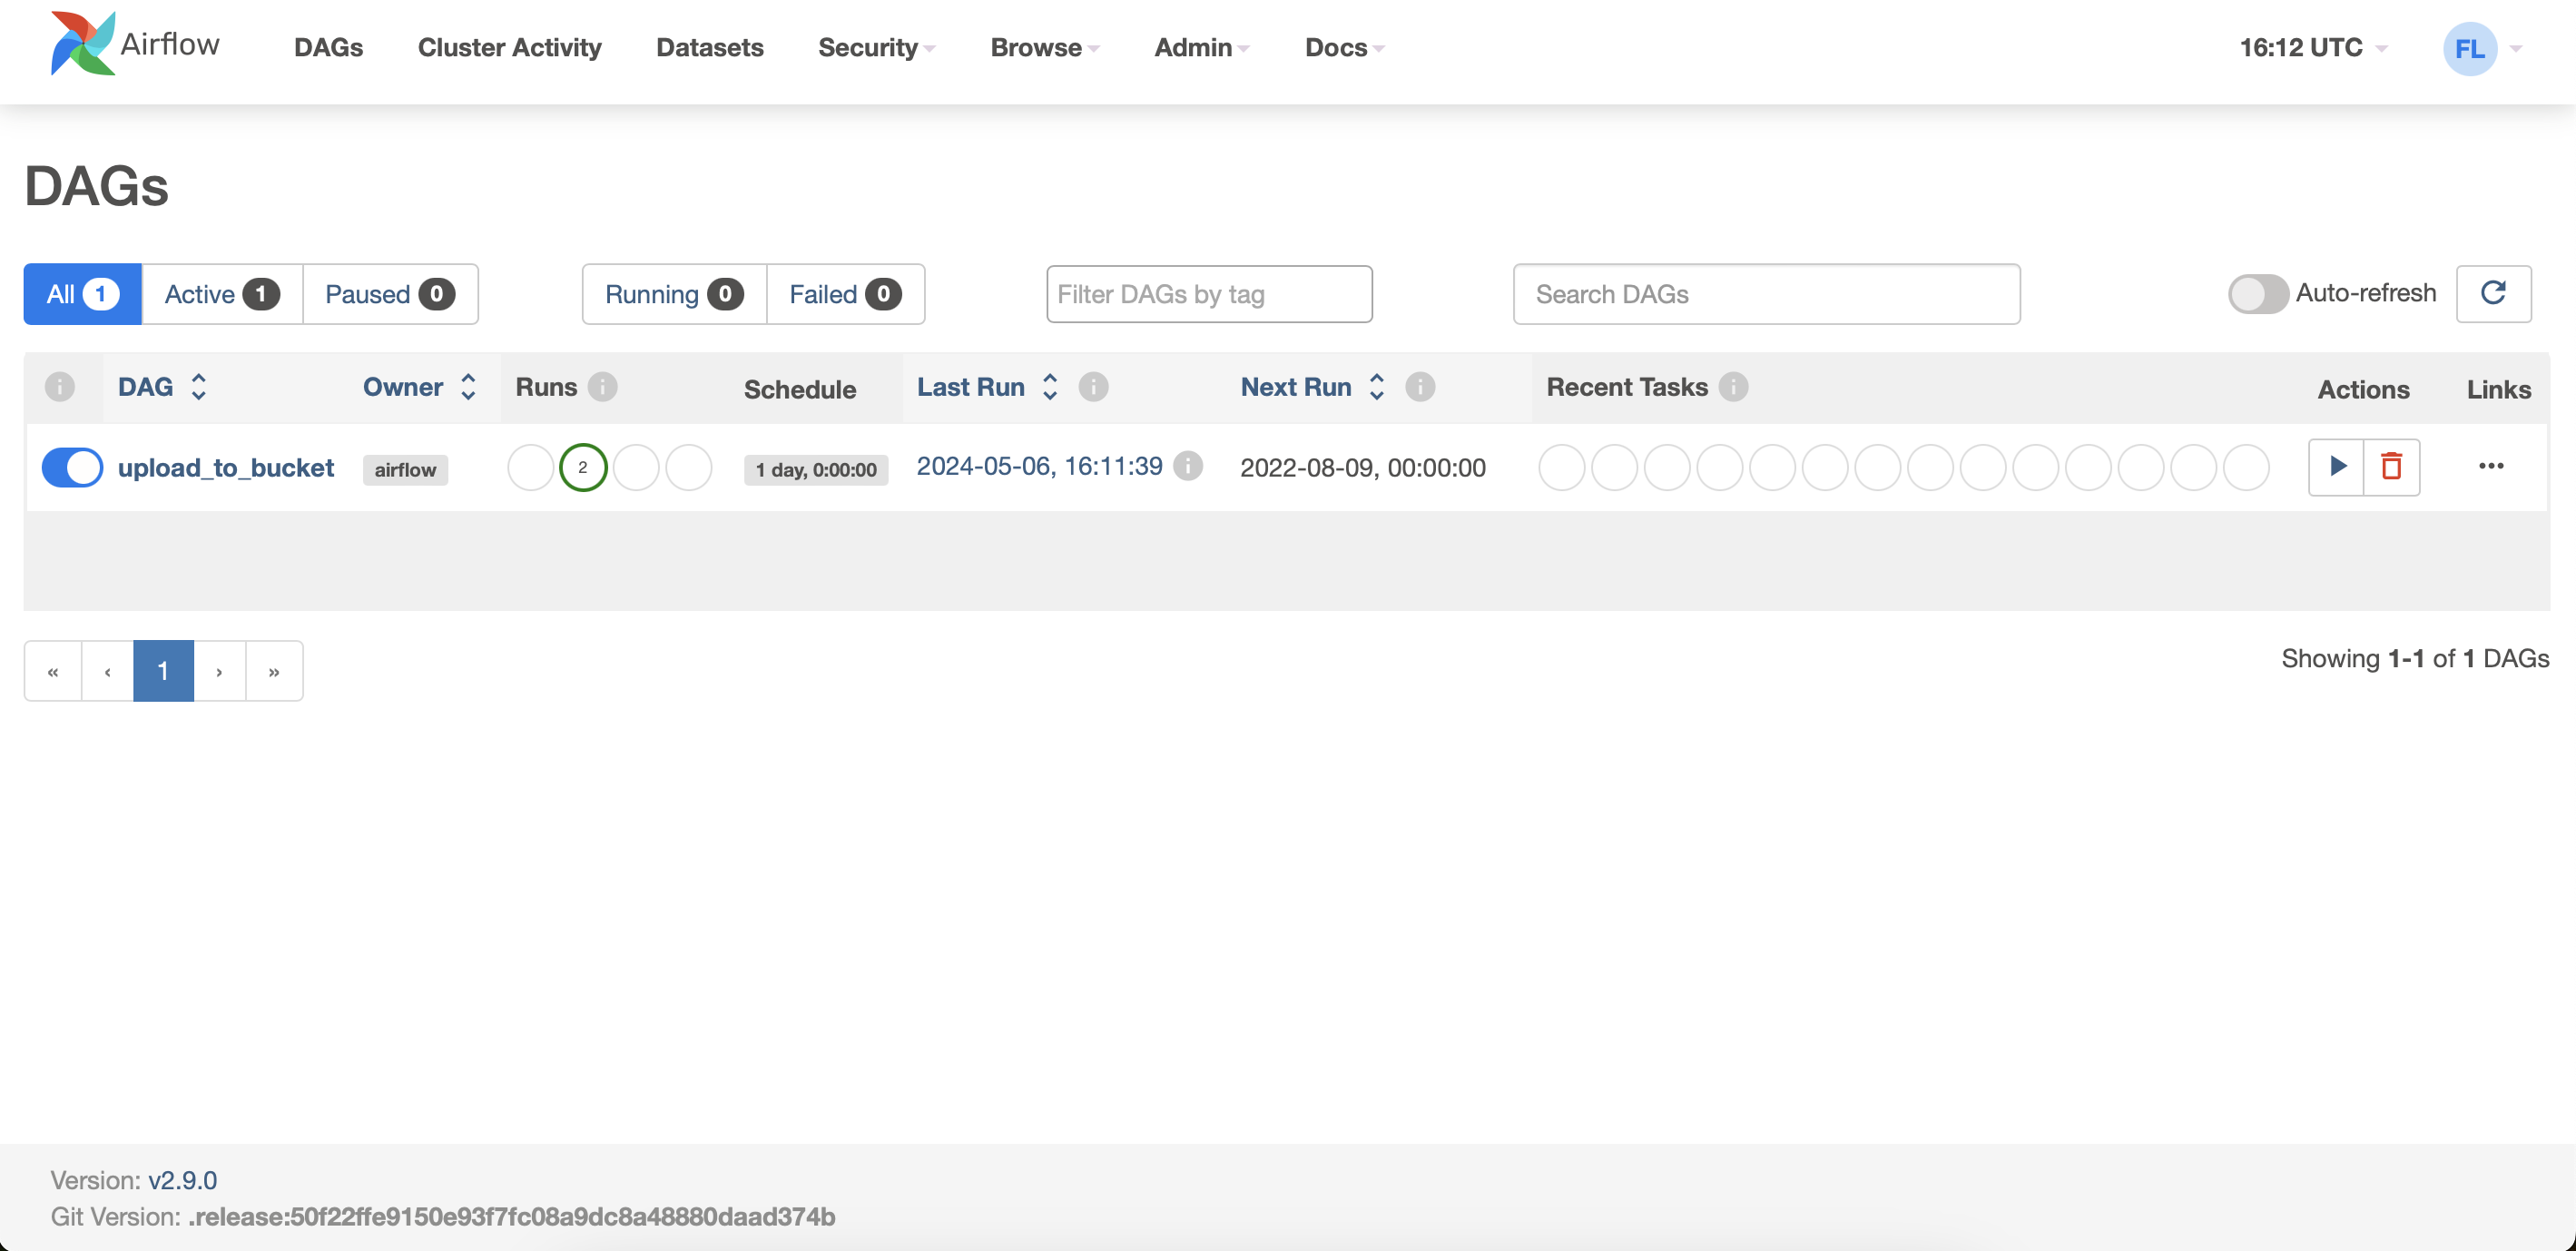 Airflow DAGs Cluster Activity Datasets Security Browse Admin Docs 16:12 UTC FL
DAGs
All 1 Active 1 Paused 0 Running 0 Failed 0 Filter DAGs by tag Search DAGs Auto-refresh
i DAG Owner Runs i Schedule Last Run i Next Run i Recent Tasks i Actions Links
upload_to_bucket airflow 2 1 day, 0:00:00 2024-05-06, 16:11:39 i 2022-08-09, 00:00:00 ...
« ‹ 1 › » Showing 1-1 of 1 DAGs
Version: v2.9.0
Git Version: .release:50f22ffe9150e93f7fc08a9dc8a48880daad374b